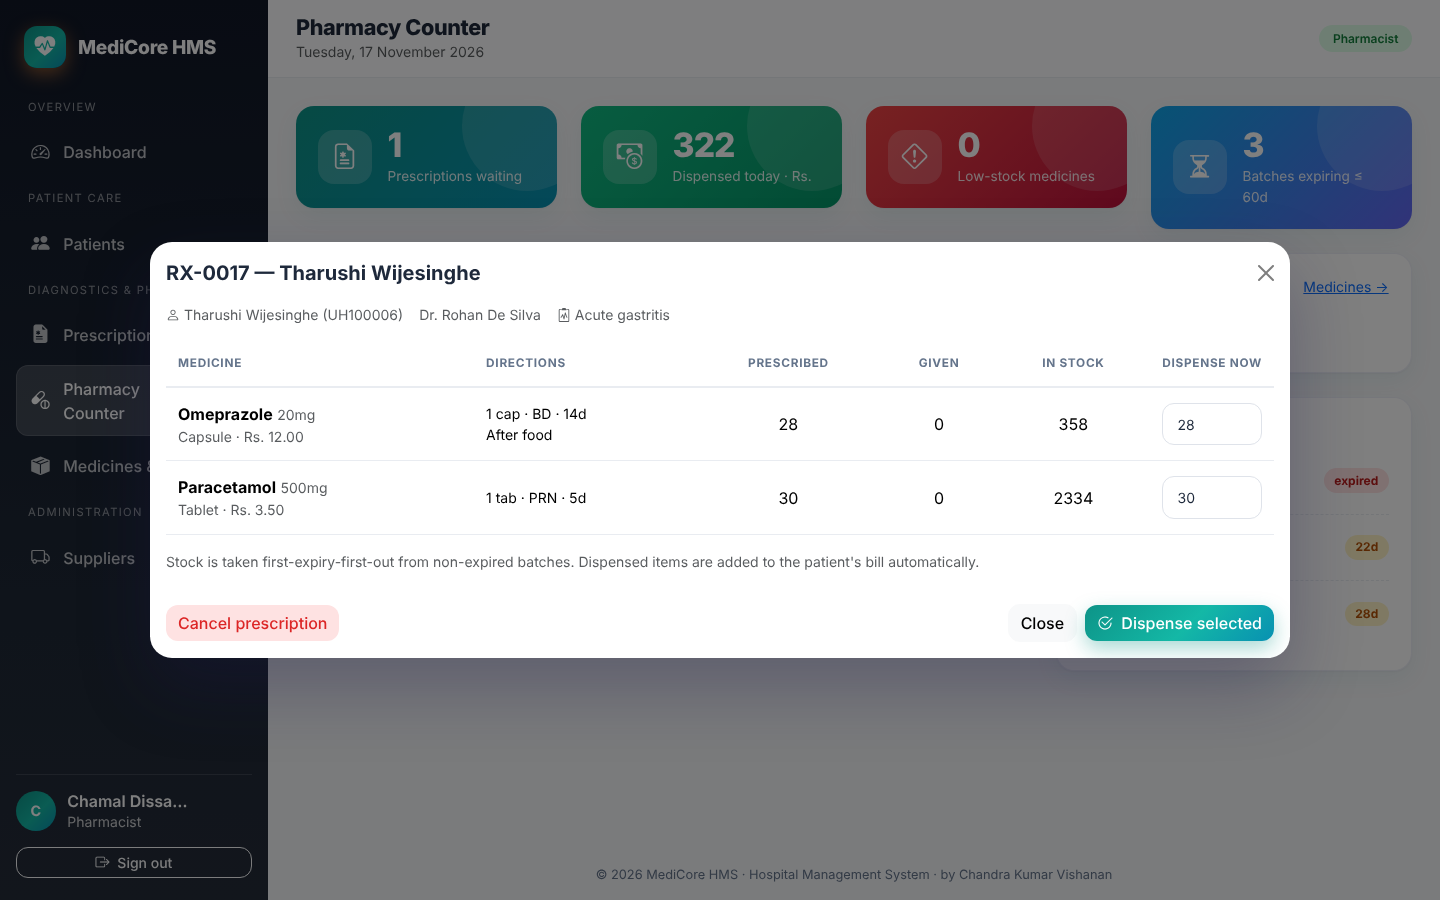 MediCore HMS
OVERVIEW
Dashboard
PATIENT CARE
Patients
DIAGNOSTICS &
Pharmacy
Counter
Medicines
ADMINISTRATION
Suppliers
C
Chamal Dissa...
Pharmacist
Sign out
Pharmacy Counter
Tuesday, 17 November 2026
Pharmacist
1
Prescriptions waiting
322
Dispensed today · Rs.
0
Low-stock medicines
3
Batches expiring ≤
60d
Medicines →
expired
22d
28d
RX-0017 — Tharushi Wijesinghe
Tharushi Wijesinghe (UH100006) Dr. Rohan De Silva Acute gastritis
MEDICINE DIRECTIONS PRESCRIBED GIVEN IN STOCK DISPENSE NOW
Omeprazole 20mg 1 cap · BD · 14d 28 0 358 28
Capsule · Rs. 12.00 After food
Paracetamol 500mg 1 tab · PRN · 5d 30 0 2334 30
Tablet · Rs. 3.50
Stock is taken first-expiry-first-out from non-expired batches. Dispensed items are added to the patient's bill automatically.
Cancel prescription Close Dispense selected
© 2026 MediCore HMS · Hospital Management System · by Chandra Kumar Vishanan